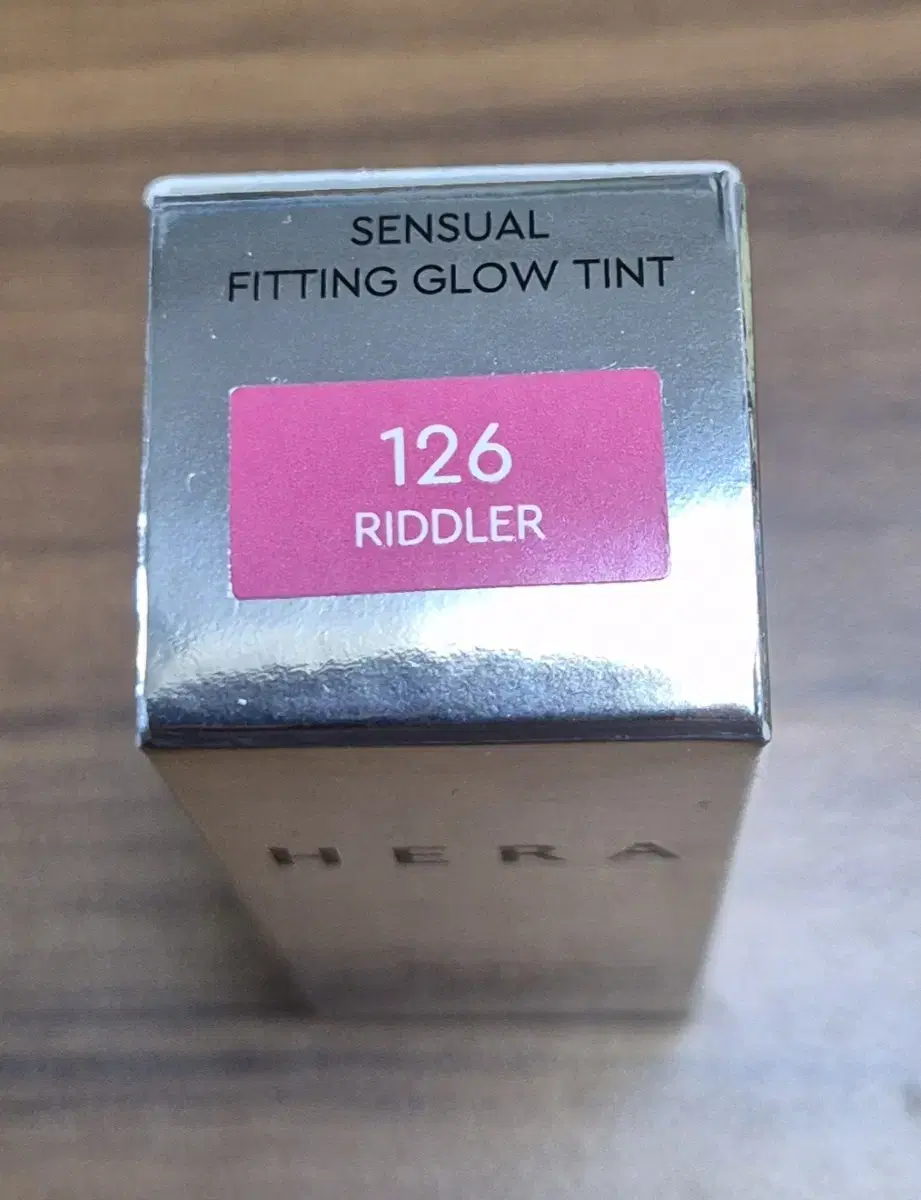 SENSUAL
FITTING GLOW TINT
126
RIDDLER
HERA